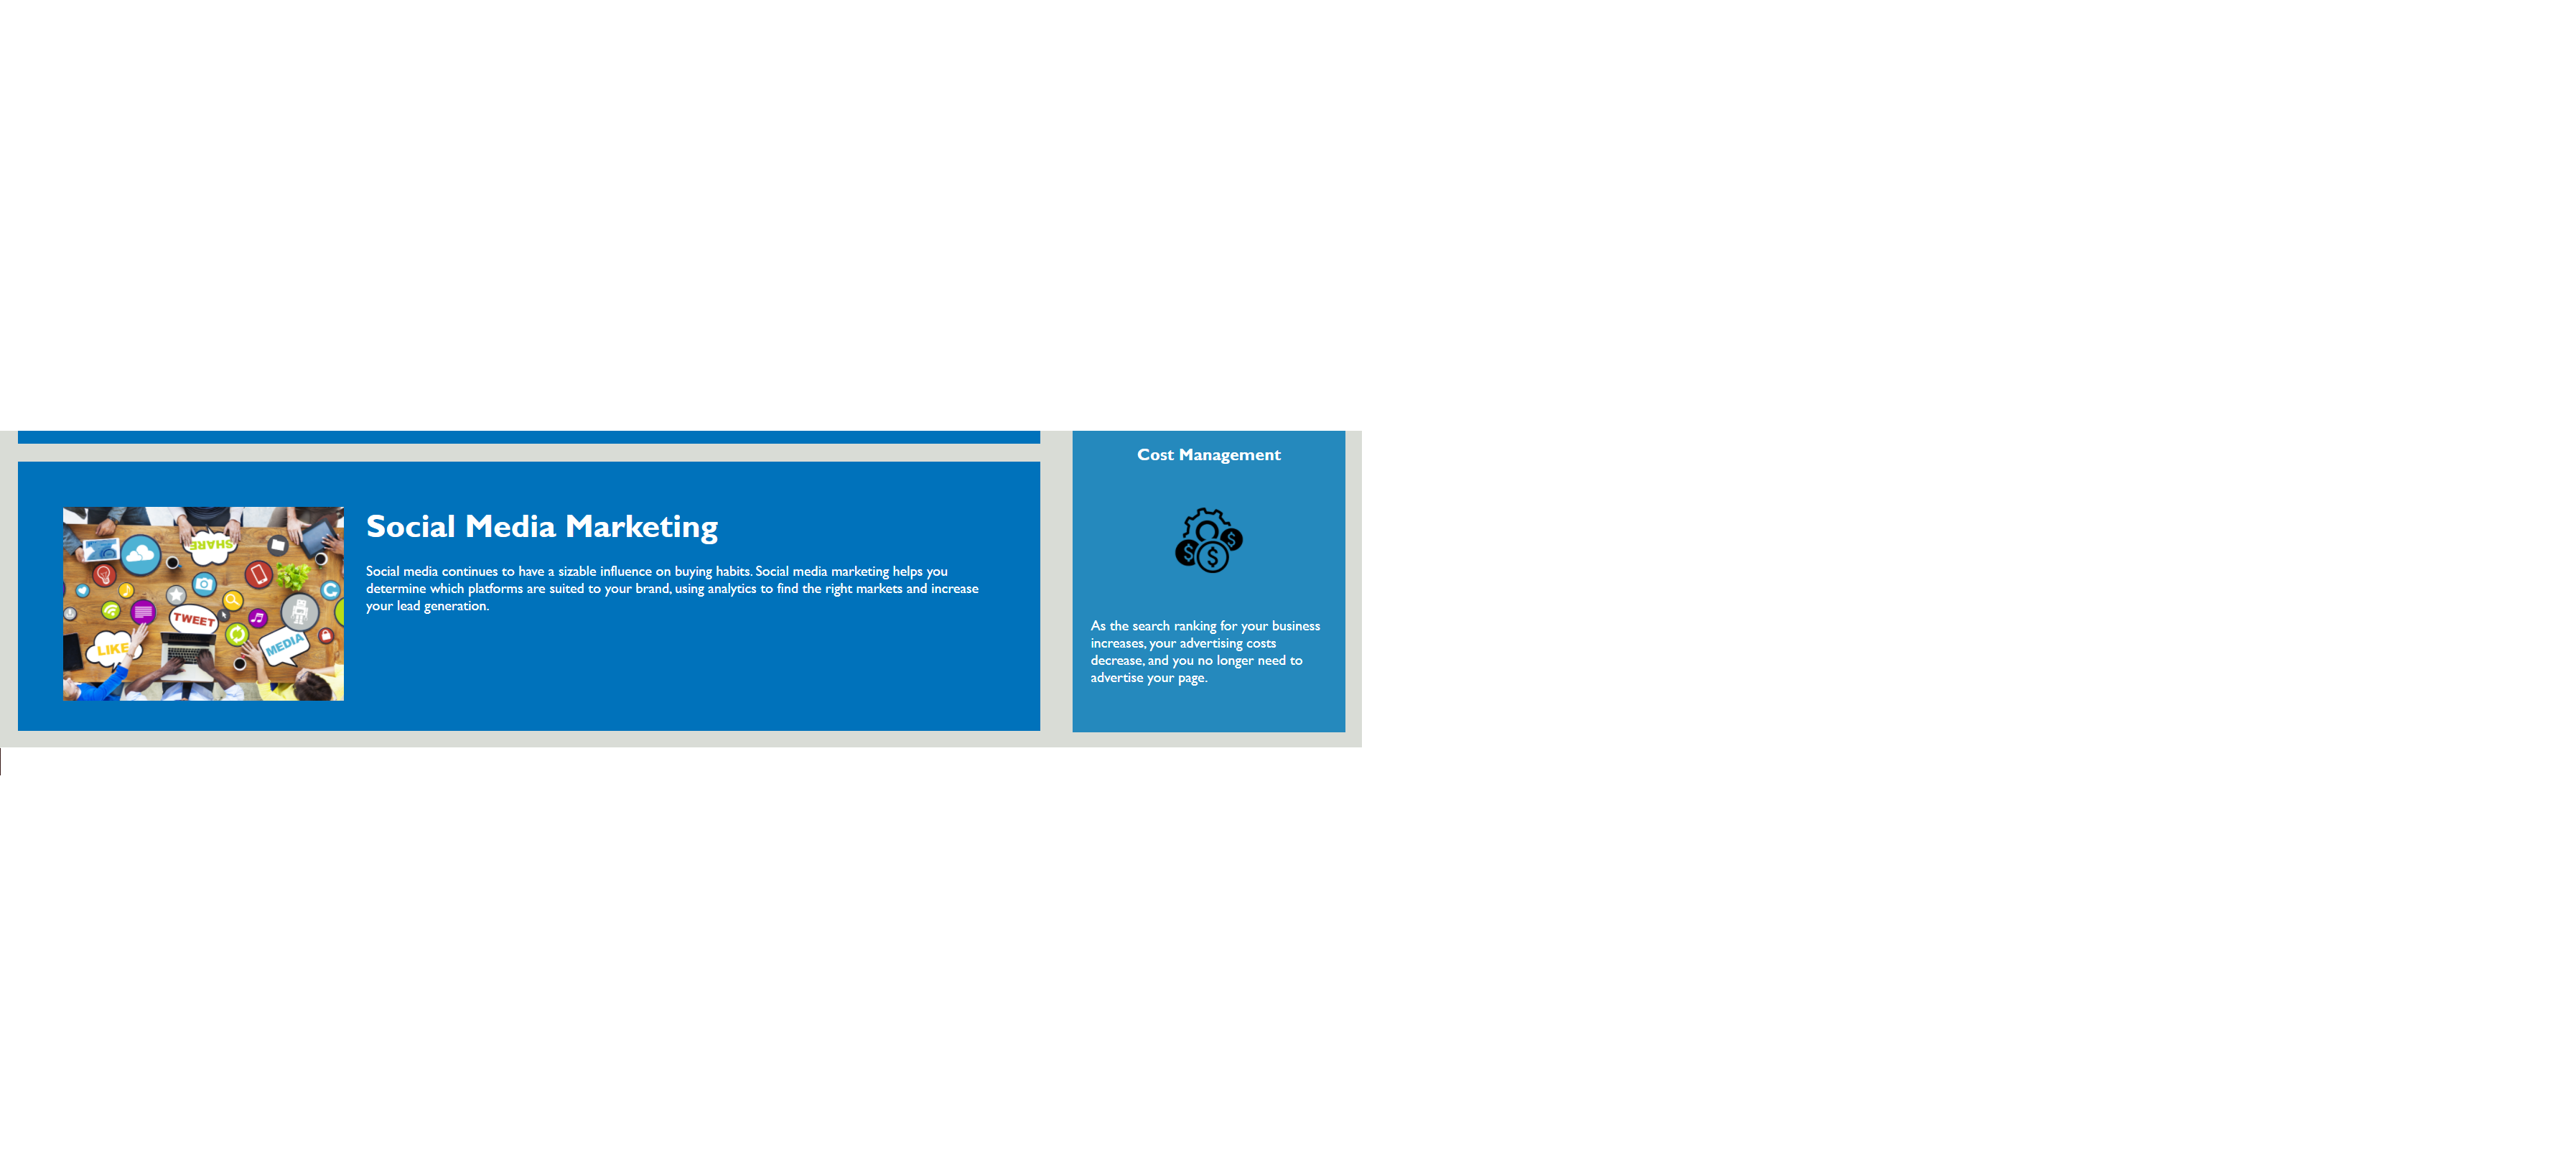 Social Media Marketing
Social media continues to have a sizable influence on buying habits. Social media marketing helps you
determine which platforms are suited to your brand, using analytics to find the right markets and increase
your lead generation.
SHARE
TWEET
LIKE
MEDIA
Cost Management
$ $ $
As the search ranking for your business
increases, your advertising costs
decrease, and you no longer need to
advertise your page.